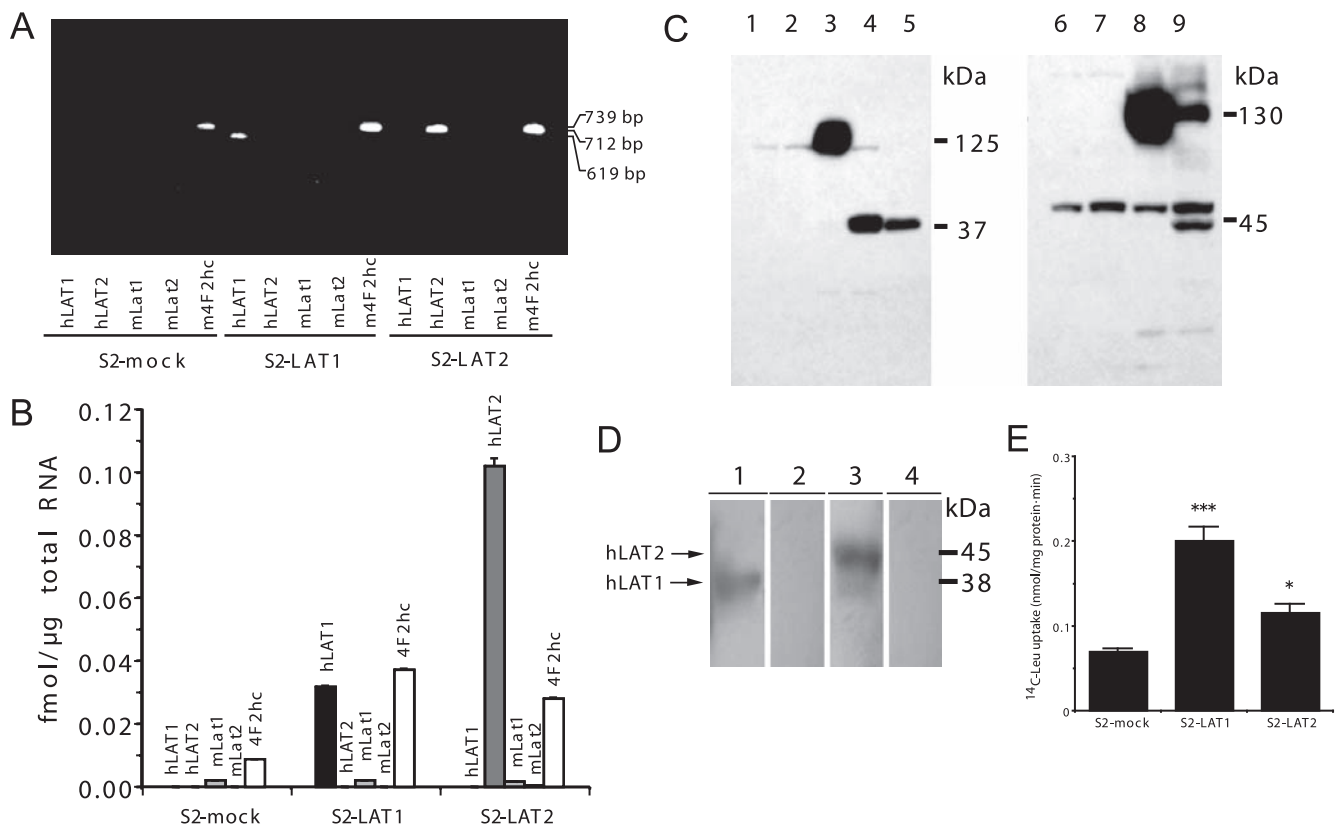 A
739 bp
712 bp
619 bp
hLAT1
hLAT2
mLat1
mLat2
m4F2hc
hLAT1
hLAT2
mLat1
mLat2
m4F2hc
hLAT1
hLAT2
mLat1
mLat2
m4F2hc
S2-mock
S2-LAT1
S2-LAT2
B
fmol/µg total RNA
0.12
0.10
0.08
0.06
0.04
0.02
0.00
hLAT1
hLAT2
mLat1
mLat2
4F2hc
hLAT1
hLAT2
mLat1
mLat2
4F2hc
hLAT1
hLAT2
mLat1
mLat2
4F2hc
S2-mock
S2-LAT1
S2-LAT2
C
1 2 3 4 5
kDa
125
37
6 7 8 9
kDa
130
45
D
1 2 3 4
kDa
hLAT2
45
hLAT1
38
E
¹⁴C-Leu uptake (nmol/mg protein·min)
0.3
0.2
0.1
0
***
*
S2-mock
S2-LAT1
S2-LAT2